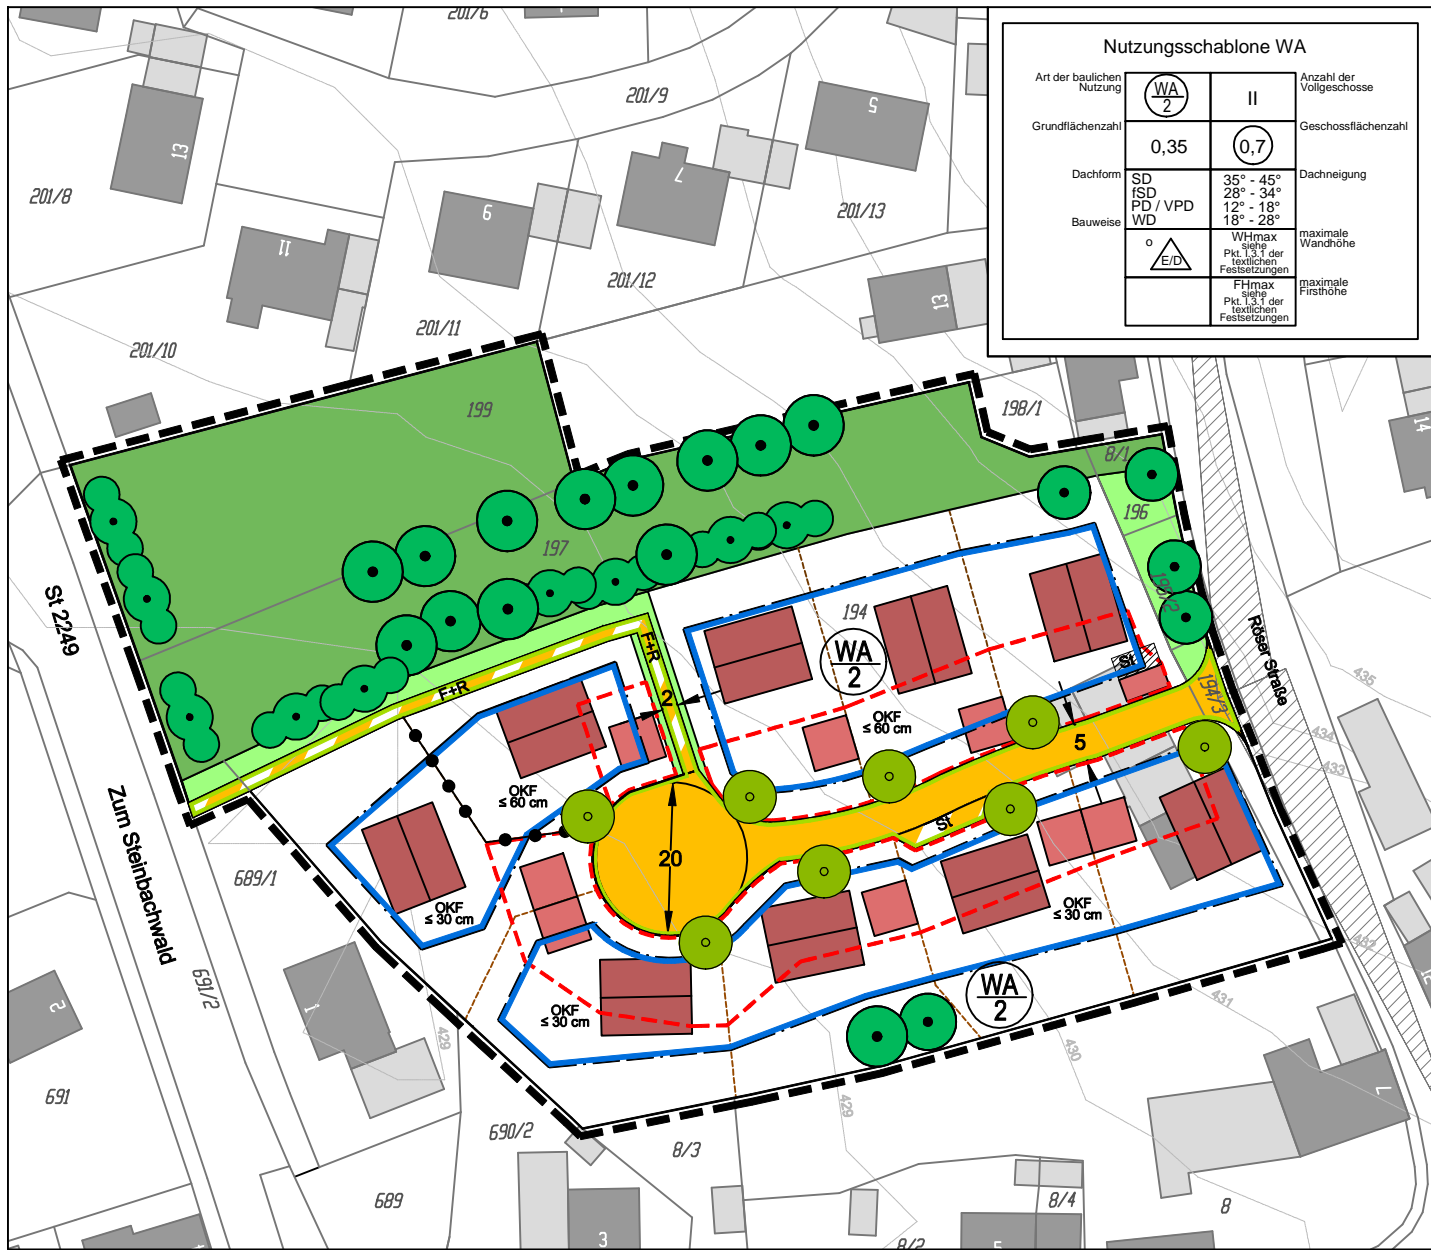 Nutzungsschablone WA
Art der baulichen
Nutzung
WA
2
II
Anzahl der
Vollgeschosse
Grundflächenzahl
0,35
0,7
Geschossflächenzahl
Dachform
SD
fSD
PD / VPD
WD
35° - 45°
28° - 34°
12° - 18°
18° - 28°
Dachneigung
Bauweise
o
E/D
WHmax
siehe
Pkt. I.3.1 der
textlichen
Festsetzungen
maximale
Wandhöhe
FHmax
siehe
Pkt. I.3.1 der
textlichen
Festsetzungen
maximale
Firsthöhe
201/6
201/9
5
13
7
201/8
9
201/13
11
201/12
13
201/11
201/10
199
198/1
14
8/1
196
197
St 2249
194
WA
2
F+R
F+R
2
St
194/3
Röser Straße
435
434
433
OKF
≤ 60 cm
5
OKF
≤ 60 cm
St
20
Zum Steinbachwald
689/1
OKF
≤ 30 cm
OKF
≤ 30 cm
432
691/2
WA
2
431
OKF
≤ 30 cm
2
1
429
430
429
691
7
690/2
8/3
689
8/4
8
3
5
8/2